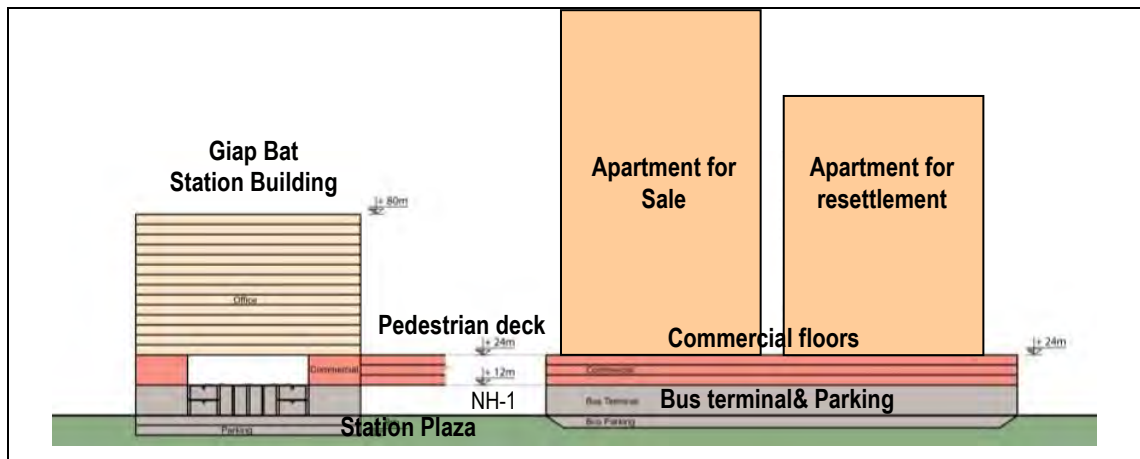 Giap Bat
Station Building
+ 80m
Office
Apartment for
Sale
Apartment for
resettlement
Pedestrian deck
+ 24m
Commercial floors
+ 24m
Commercial
Commercial
+ 12m
NH-1
Bus Terminal
Bus terminal& Parking
Station Plaza
Parking
Bus Parking